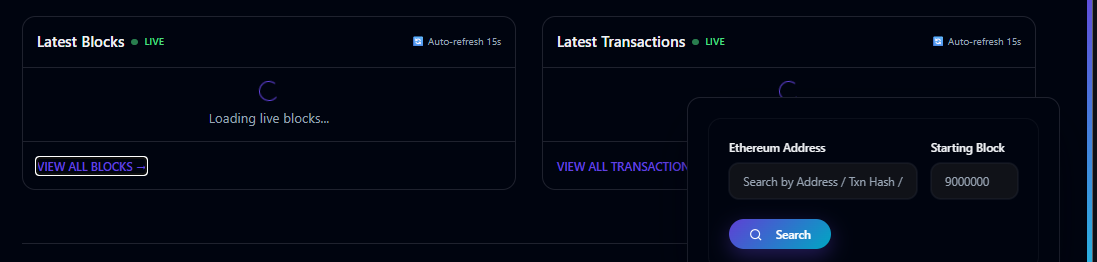 Latest Blocks LIVE Auto-refresh 15s
Loading live blocks...
VIEW ALL BLOCKS →
Latest Transactions LIVE Auto-refresh 15s
VIEW ALL TRANSACTION
Ethereum Address
Search by Address / Txn Hash /
Starting Block
9000000
Search